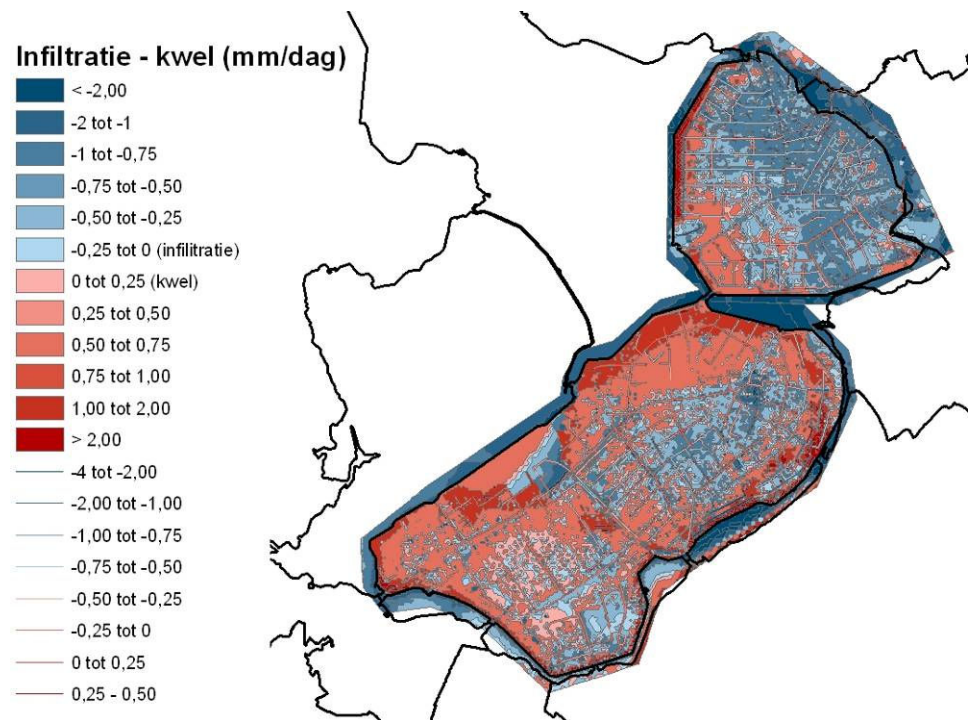 Infiltratie - kwel (mm/dag)
< -2,00
-2 tot -1
-1 tot -0,75
-0,75 tot -0,50
-0,50 tot -0,25
-0,25 tot 0 (infilitratie)
0 tot 0,25 (kwel)
0,25 tot 0,50
0,50 tot 0,75
0,75 tot 1,00
1,00 tot 2,00
> 2,00
-4 tot -2,00
-2,00 tot -1,00
-1,00 tot -0,75
-0,75 tot -0,50
-0,50 tot -0,25
-0,25 tot 0
0 tot 0,25
0,25 - 0,50